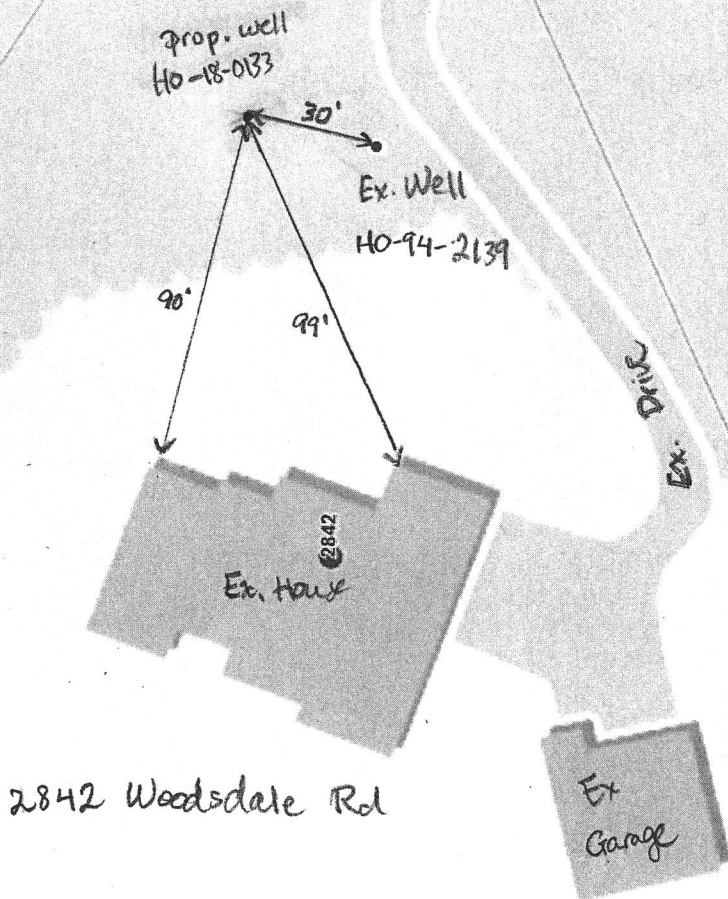 prop. well
HO-18-0133
30'
Ex. Well
HO-94-2139
90'
99'
Ex. Drive
2842
Ex. House
2842 Woodsdale Rd
Ex
Garage